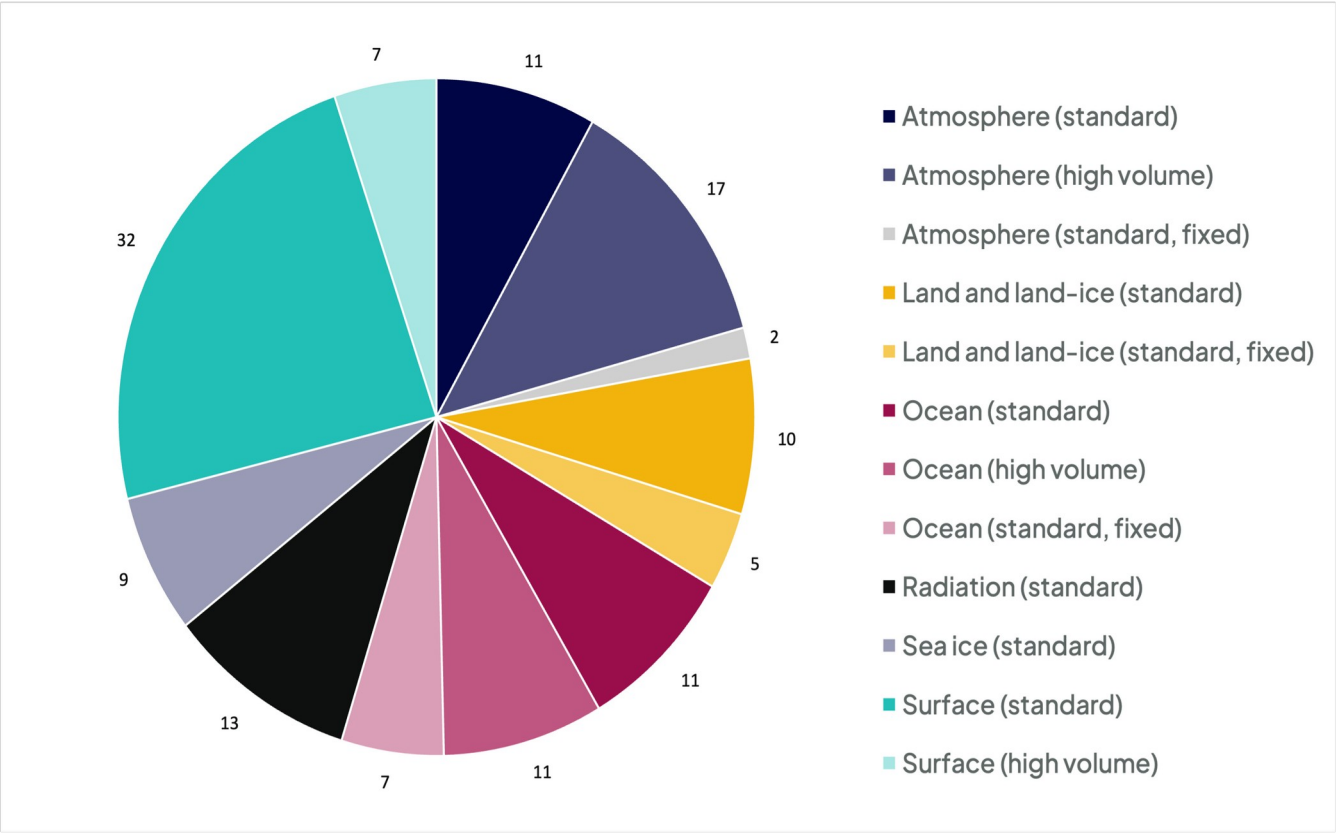 7
11
17
32
2
10
5
9
11
13
11
7
Atmosphere (standard)
Atmosphere (high volume)
Atmosphere (standard, fixed)
Land and land-ice (standard)
Land and land-ice (standard, fixed)
Ocean (standard)
Ocean (high volume)
Ocean (standard, fixed)
Radiation (standard)
Sea ice (standard)
Surface (standard)
Surface (high volume)